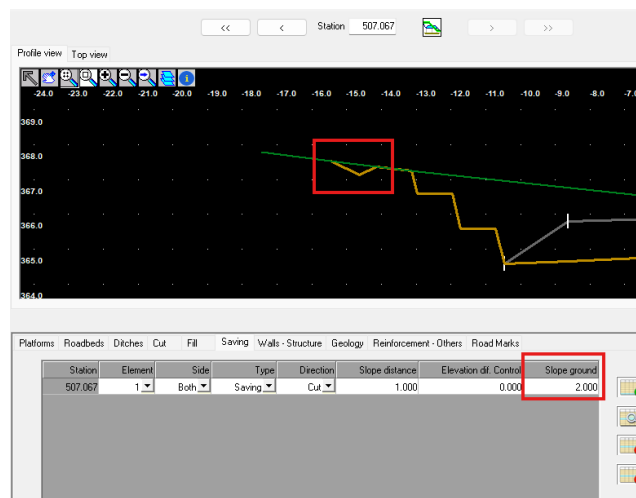 << < Station 507.067 > >>
Profile view Top view
-24.0 -23.0 -22.0 -21.0 -20.0 -19.0 -18.0 -17.0 -16.0 -15.0 -14.0 -13.0 -12.0 -11.0 -10.0 -9.0 -8.0 -7.0
369.0
368.0
367.0
366.0
365.0
364.0
Platforms Roadbeds Ditches Cut Fill Saving Walls - Structure Geology Reinforcement - Others Road Marks
Station Element Side Type Direction Slope distance Elevation dif. Control Slope ground
507.067 1 Both Saving Cut 1.000 0.000 2.000